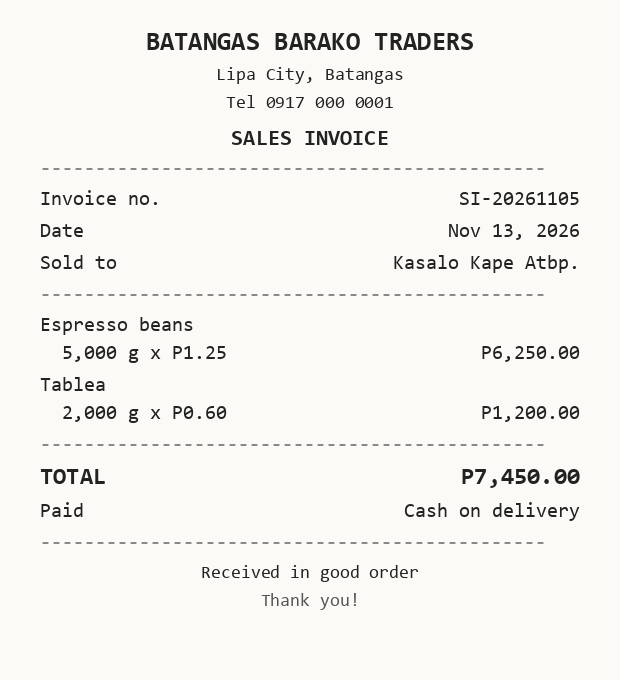 BATANGAS BARAKO TRADERS
Lipa City, Batangas
Tel 0917 000 0001
SALES INVOICE
----------------------------------------------
Invoice no. SI-20261105
Date Nov 13, 2026
Sold to Kasalo Kape Atbp.
----------------------------------------------
Espresso beans
5,000 g x P1.25 P6,250.00
Tablea
2,000 g x P0.60 P1,200.00
----------------------------------------------
TOTAL P7,450.00
Paid Cash on delivery
----------------------------------------------
Received in good order
Thank you!